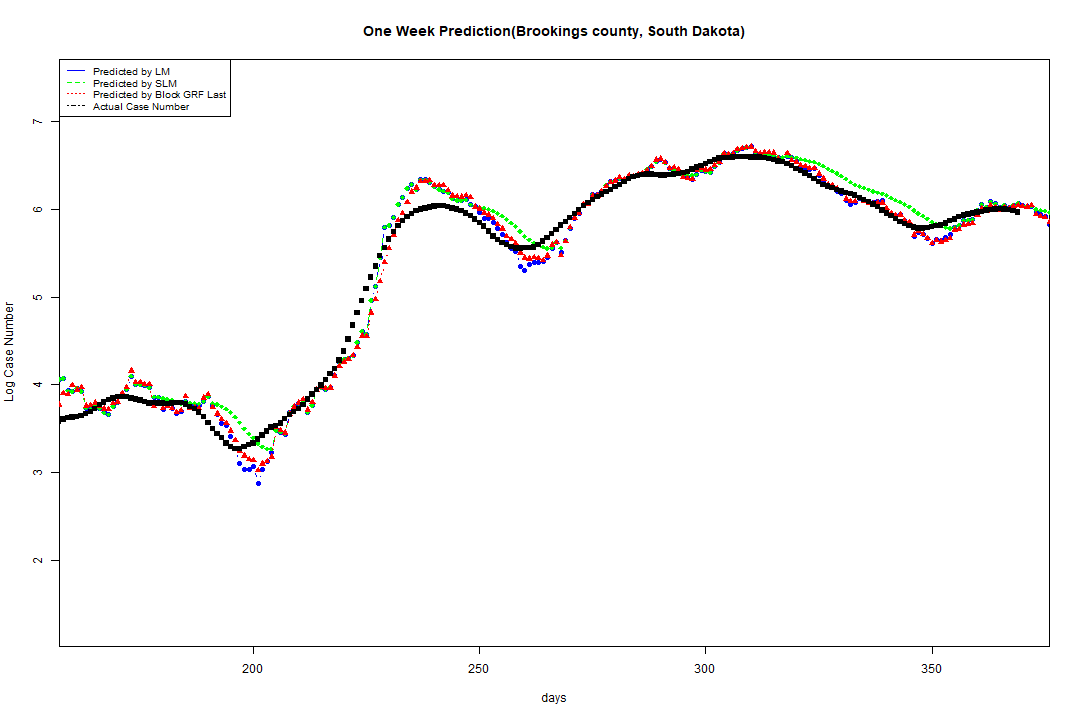 One Week Prediction(Brookings county, South Dakota)
Predicted by LM
Predicted by SLM
Predicted by Block GRF Last
Actual Case Number
7
6
5
4
3
2
Log Case Number
200 250 300 350
days